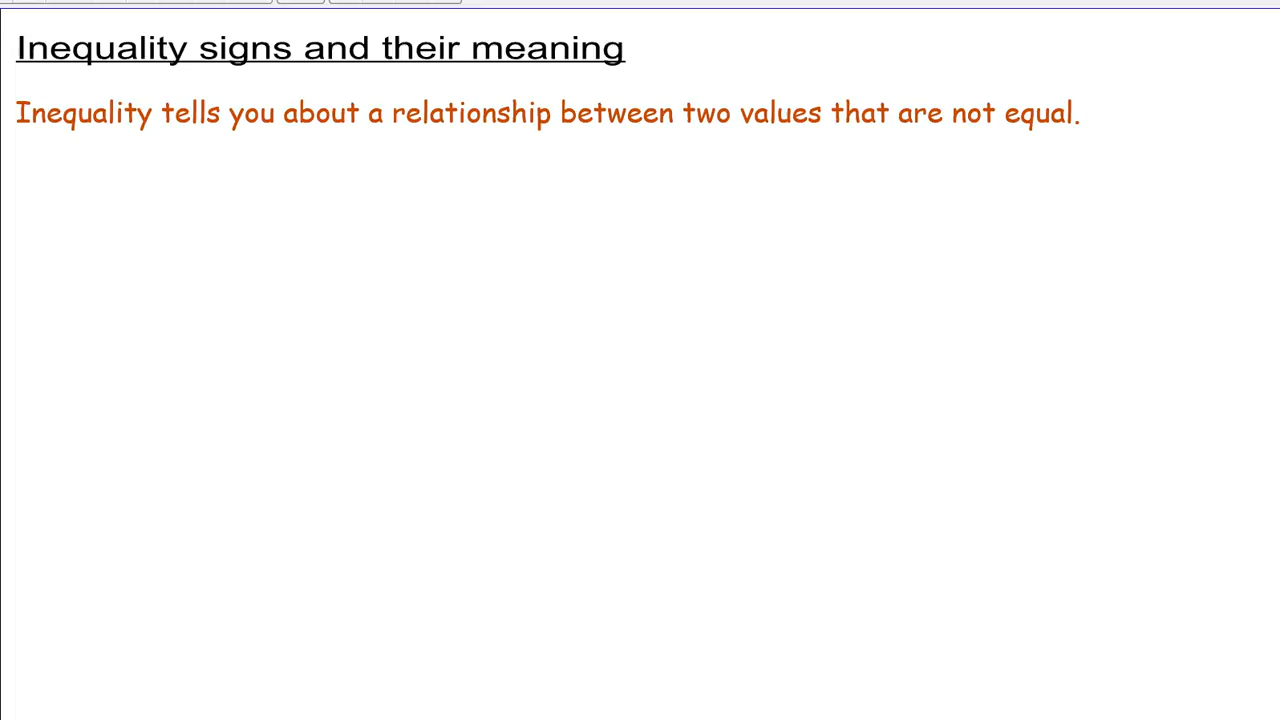 Inequality signs and their meaning
Inequality tells you about a relationship between two values that are not equal.